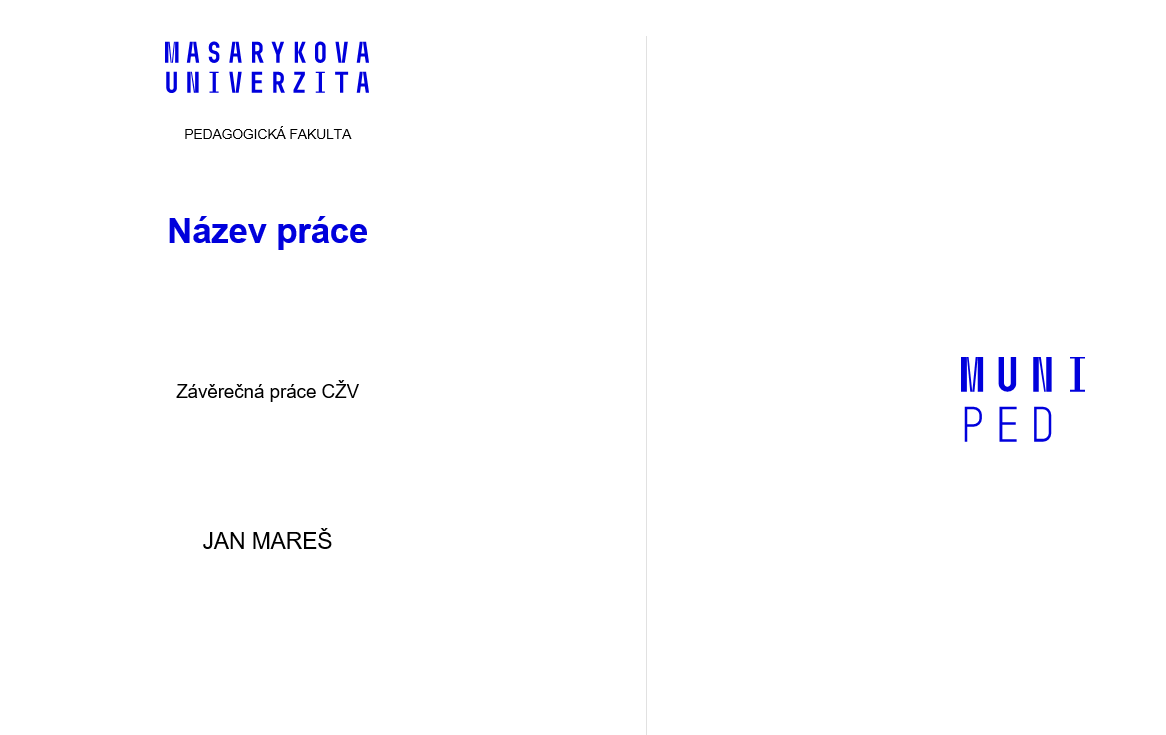 MASARYKOVA
UNIVERZITA
PEDAGOGICKÁ FAKULTA
Název práce
Závěrečná práce CŽV
JAN MAREŠ
MUNI
PED